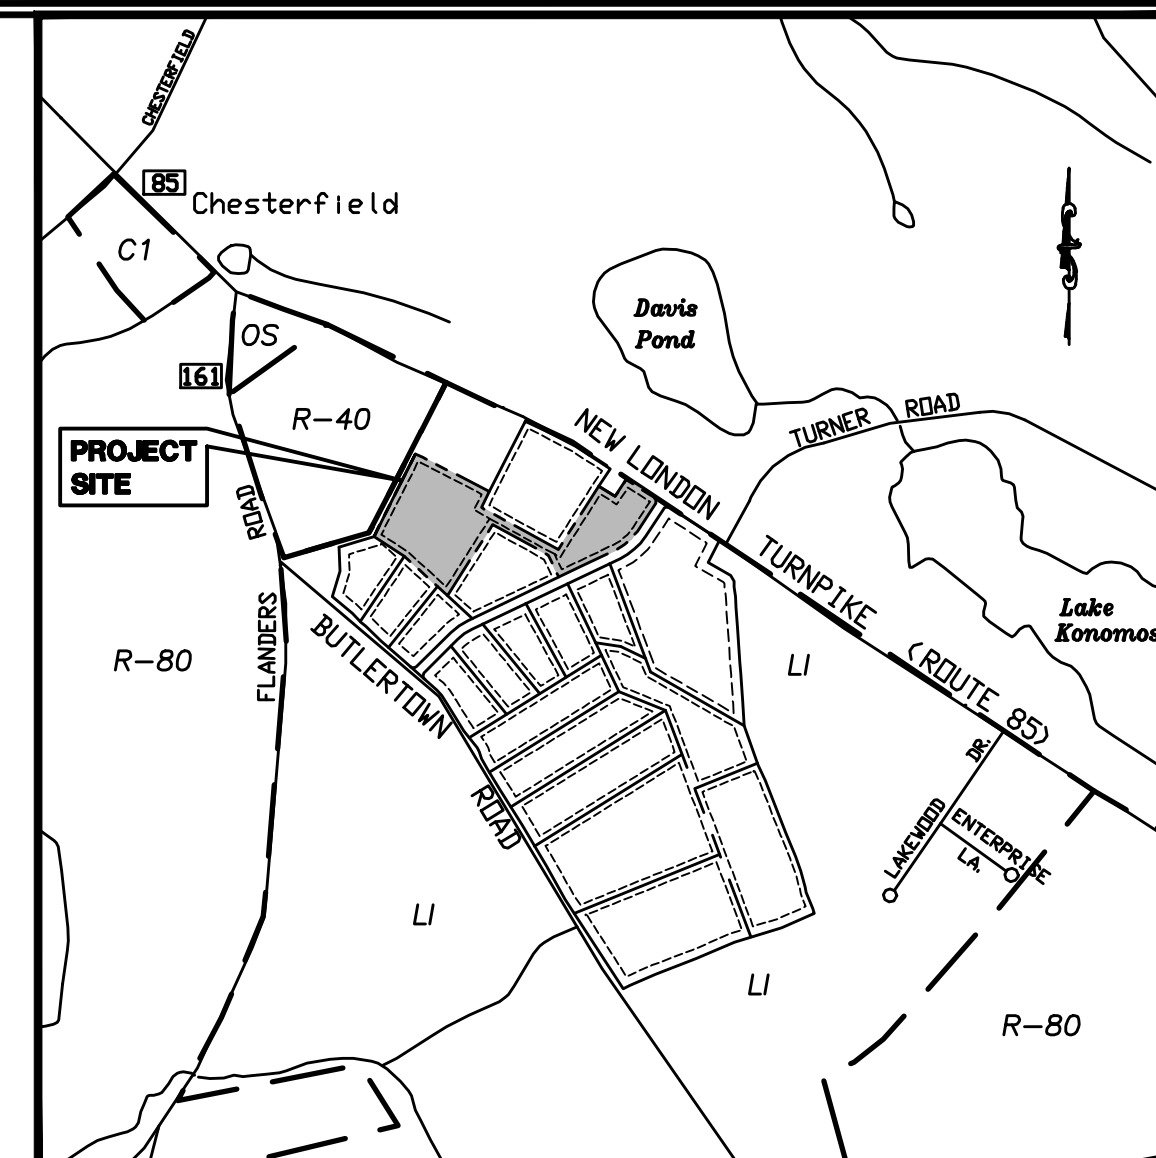 CHESTERFIELD
85
Chesterfield
C1
OS
161
R-40
PROJECT
SITE
Davis
Pond
TURNER ROAD
NEW LONDON TURNPIKE (ROUTE 85)
Lake
Konomos
FLANDERS ROAD
BUTLERTOWN ROAD
R-80
LI
DR.
LAKEWOOD
ENTERPRISE
LA.
LI
LI
R-80